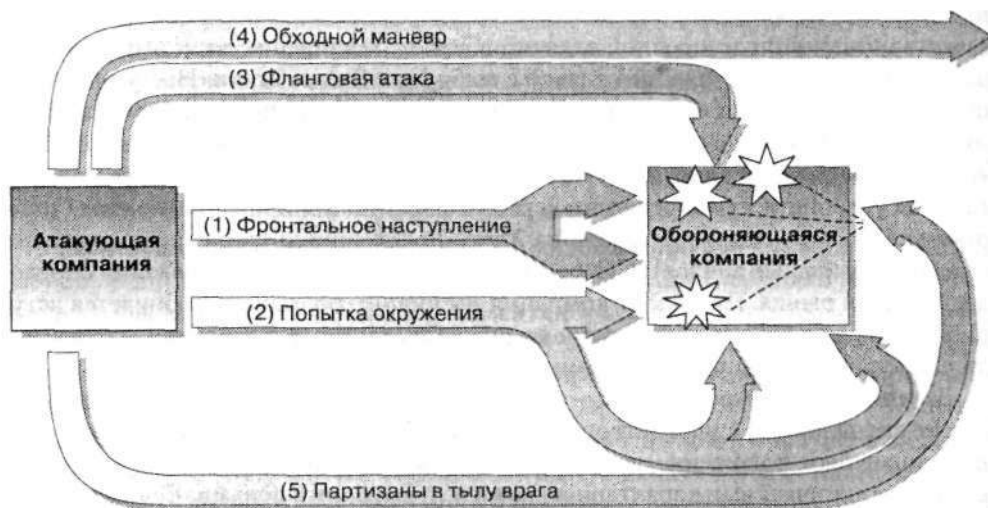 (4) Обходной маневр
(3) Фланговая атака
Атакующая
компания
(1) Фронтальное наступление
Обороняющаяся
компания
(2) Попытка окружения
(5) Партизаны в тылу врага